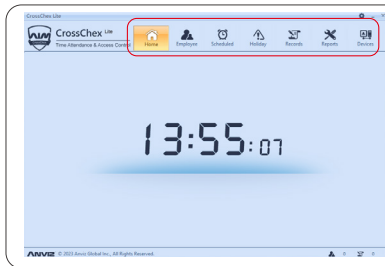 CrossChex Lite
CrossChex Lite
Time Attendance & Access Control
Home Employee Scheduled Holiday Records Reports Devices
13:55:07
ANVIZ © 2023 Anviz Global Inc., All Rights Reserved.